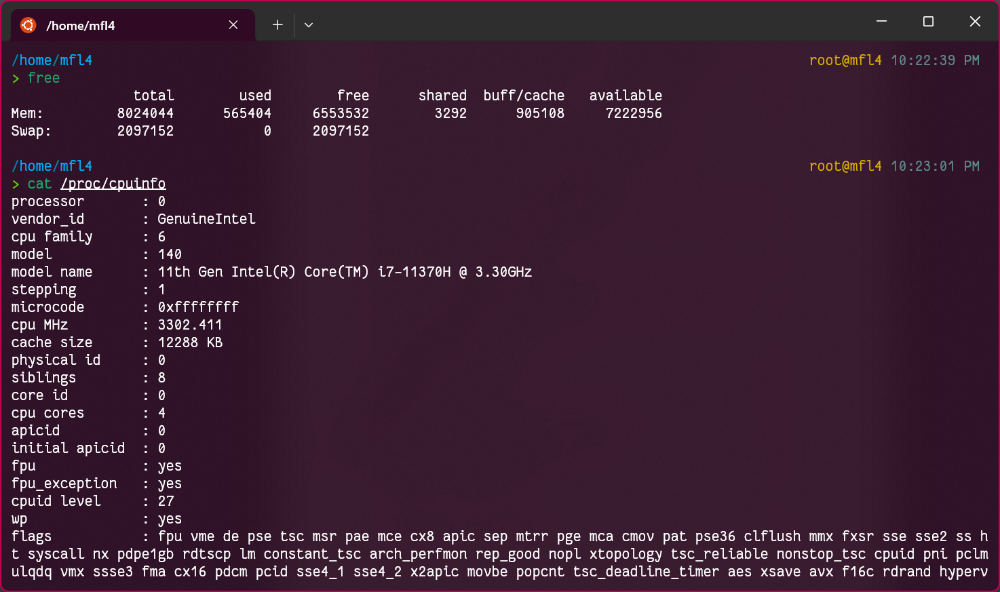 /home/mfl4
/home/mfl4 root@mfl4 10:22:39 PM
> free
total used free shared buff/cache available
Mem: 8024044 565404 6553532 3292 905108 7222956
Swap: 2097152 0 2097152
/home/mfl4 root@mfl4 10:23:01 PM
> cat /proc/cpuinfo
processor : 0
vendor_id : GenuineIntel
cpu family : 6
model : 140
model name : 11th Gen Intel(R) Core(TM) i7-11370H @ 3.30GHz
stepping : 1
microcode : 0xffffffff
cpu MHz : 3302.411
cache size : 12288 KB
physical id : 0
siblings : 8
core id : 0
cpu cores : 4
apicid : 0
initial apicid : 0
fpu : yes
fpu_exception : yes
cpuid level : 27
wp : yes
flags : fpu vme de pse tsc msr pae mce cx8 apic sep mtrr pge mca cmov pat pse36 clflush mmx fxsr sse sse2 ss h
t syscall nx pdpe1gb rdtscp lm constant_tsc arch_perfmon rep_good nopl xtopology tsc_reliable nonstop_tsc cpuid pni pclm
ulqdq vmx ssse3 fma cx16 pdcm pcid sse4_1 sse4_2 x2apic movbe popcnt tsc_deadline_timer aes xsave avx f16c rdrand hyperv